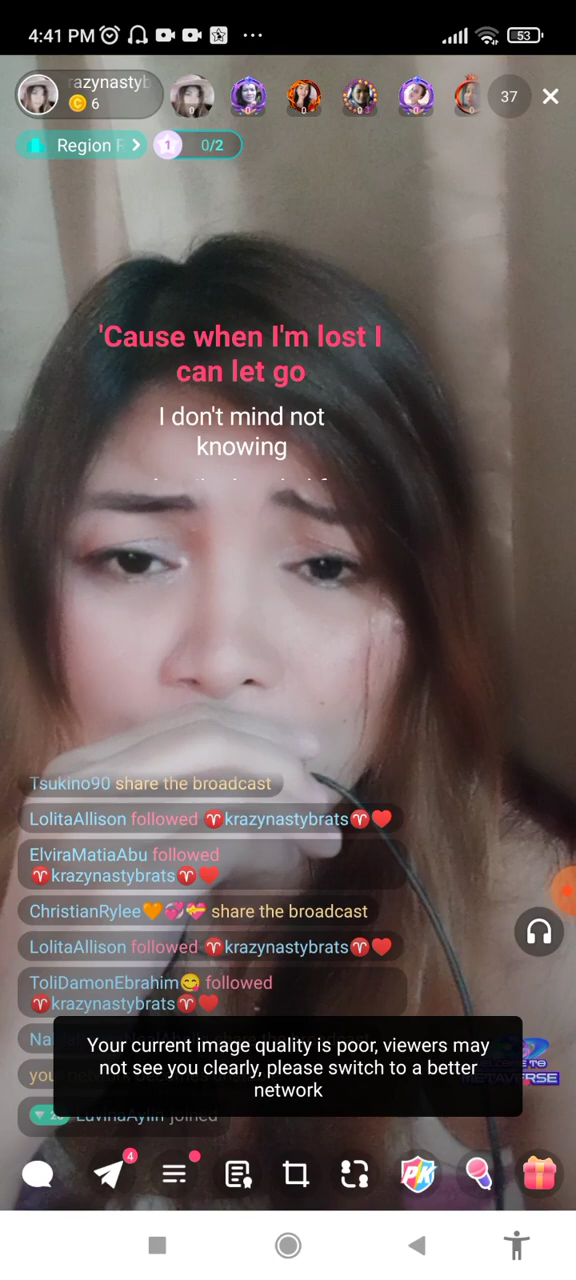 4:41 PM
53
razynastyb
6
37
Region
1
0/2
'Cause when I'm lost I
can let go
I don't mind not
knowing
Tsukino90 share the broadcast
LolitaAllison followed ♈krazynastybrats♈♥️
ElviraMatiaAbu followed
♈krazynastybrats♈♥️
ChristianRylee🧡💞💝 share the broadcast
LolitaAllison followed ♈krazynastybrats♈♥️
ToliDamonEbrahim😋 followed
♈krazynastybrats♈♥️
Your current image quality is poor, viewers may
not see you clearly, please switch to a better
network
LavinaAylin joined
4
PK